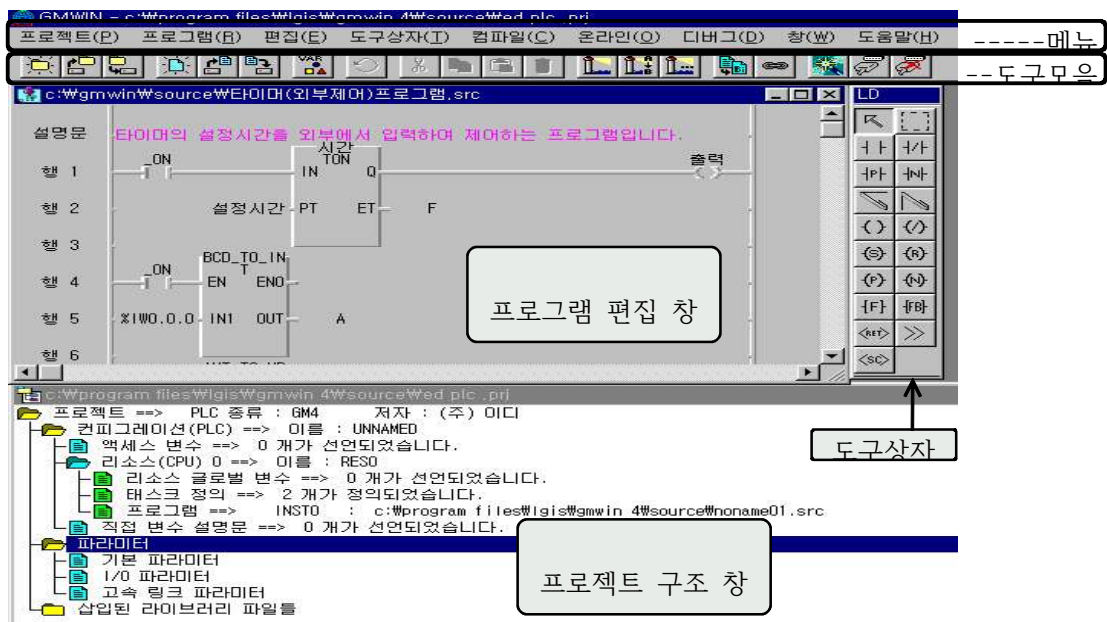 GMWIN - c:₩program files₩lgis₩gmwin 4₩source₩ed plc .prj
프로젝트(P) 프로그램(R) 편집(E) 도구상자(T) 컴파일(C) 온라인(O) 디버그(D) 창(W) 도움말(H)
-----메뉴
--도구모음
c:₩gmwin₩source₩타이머(외부제어)프로그램.src
LD
설명문 타이머의 설정시간을 외부에서 입력하며 제어하는 프로그램입니다.
시간
행 1 _ON TON 출력
IN Q
행 2 설정시간 PT ET F
행 3
BCD_TO_INT
행 4 _ON EN ENO
행 5 %IW0.0.0 IN1 OUT A
행 6
프로그램 편집 창
도구상자
c:₩program files₩lgis₩gmwin 4₩source₩ed plc .prj
프로젝트 ==> PLC 종류 : GM4 저자 : (주) 이디
컨피그레이션(PLC) ==> 이름 : UNNAMED
액세스 변수 ==> 0 개가 선언되었습니다.
리소스(CPU) 0 ==> 이름 : RES0
리소스 글로벌 변수 ==> 0 개가 선언되었습니다.
태스크 정의 ==> 2 개가 정의되었습니다.
프로그램 ==> INST0 : c:₩program files₩lgis₩gmwin 4₩source₩noname01.src
직접 변수 설명문 ==> 0 개가 선언되었습니다.
파라미터
기본 파라미터
I/O 파라미터
고속 링크 파라미터
삽입된 라이브러리 파일들
프로젝트 구조 창